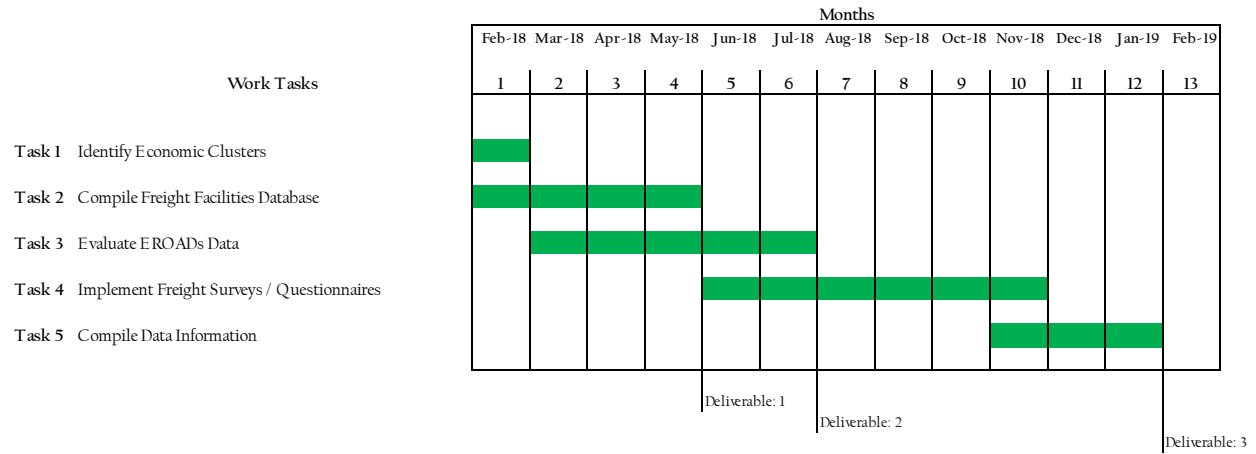 Months
Feb-18 Mar-18 Apr-18 May-18 Jun-18 Jul-18 Aug-18 Sep-18 Oct-18 Nov-18 Dec-18 Jan-19 Feb-19
Work Tasks 1 2 3 4 5 6 7 8 9 10 11 12 13
Task 1 Identify Economic Clusters
Task 2 Compile Freight Facilities Database
Task 3 Evaluate EROADs Data
Task 4 Implement Freight Surveys / Questionnaires
Task 5 Compile Data Information
Deliverable: 1
Deliverable: 2
Deliverable: 3